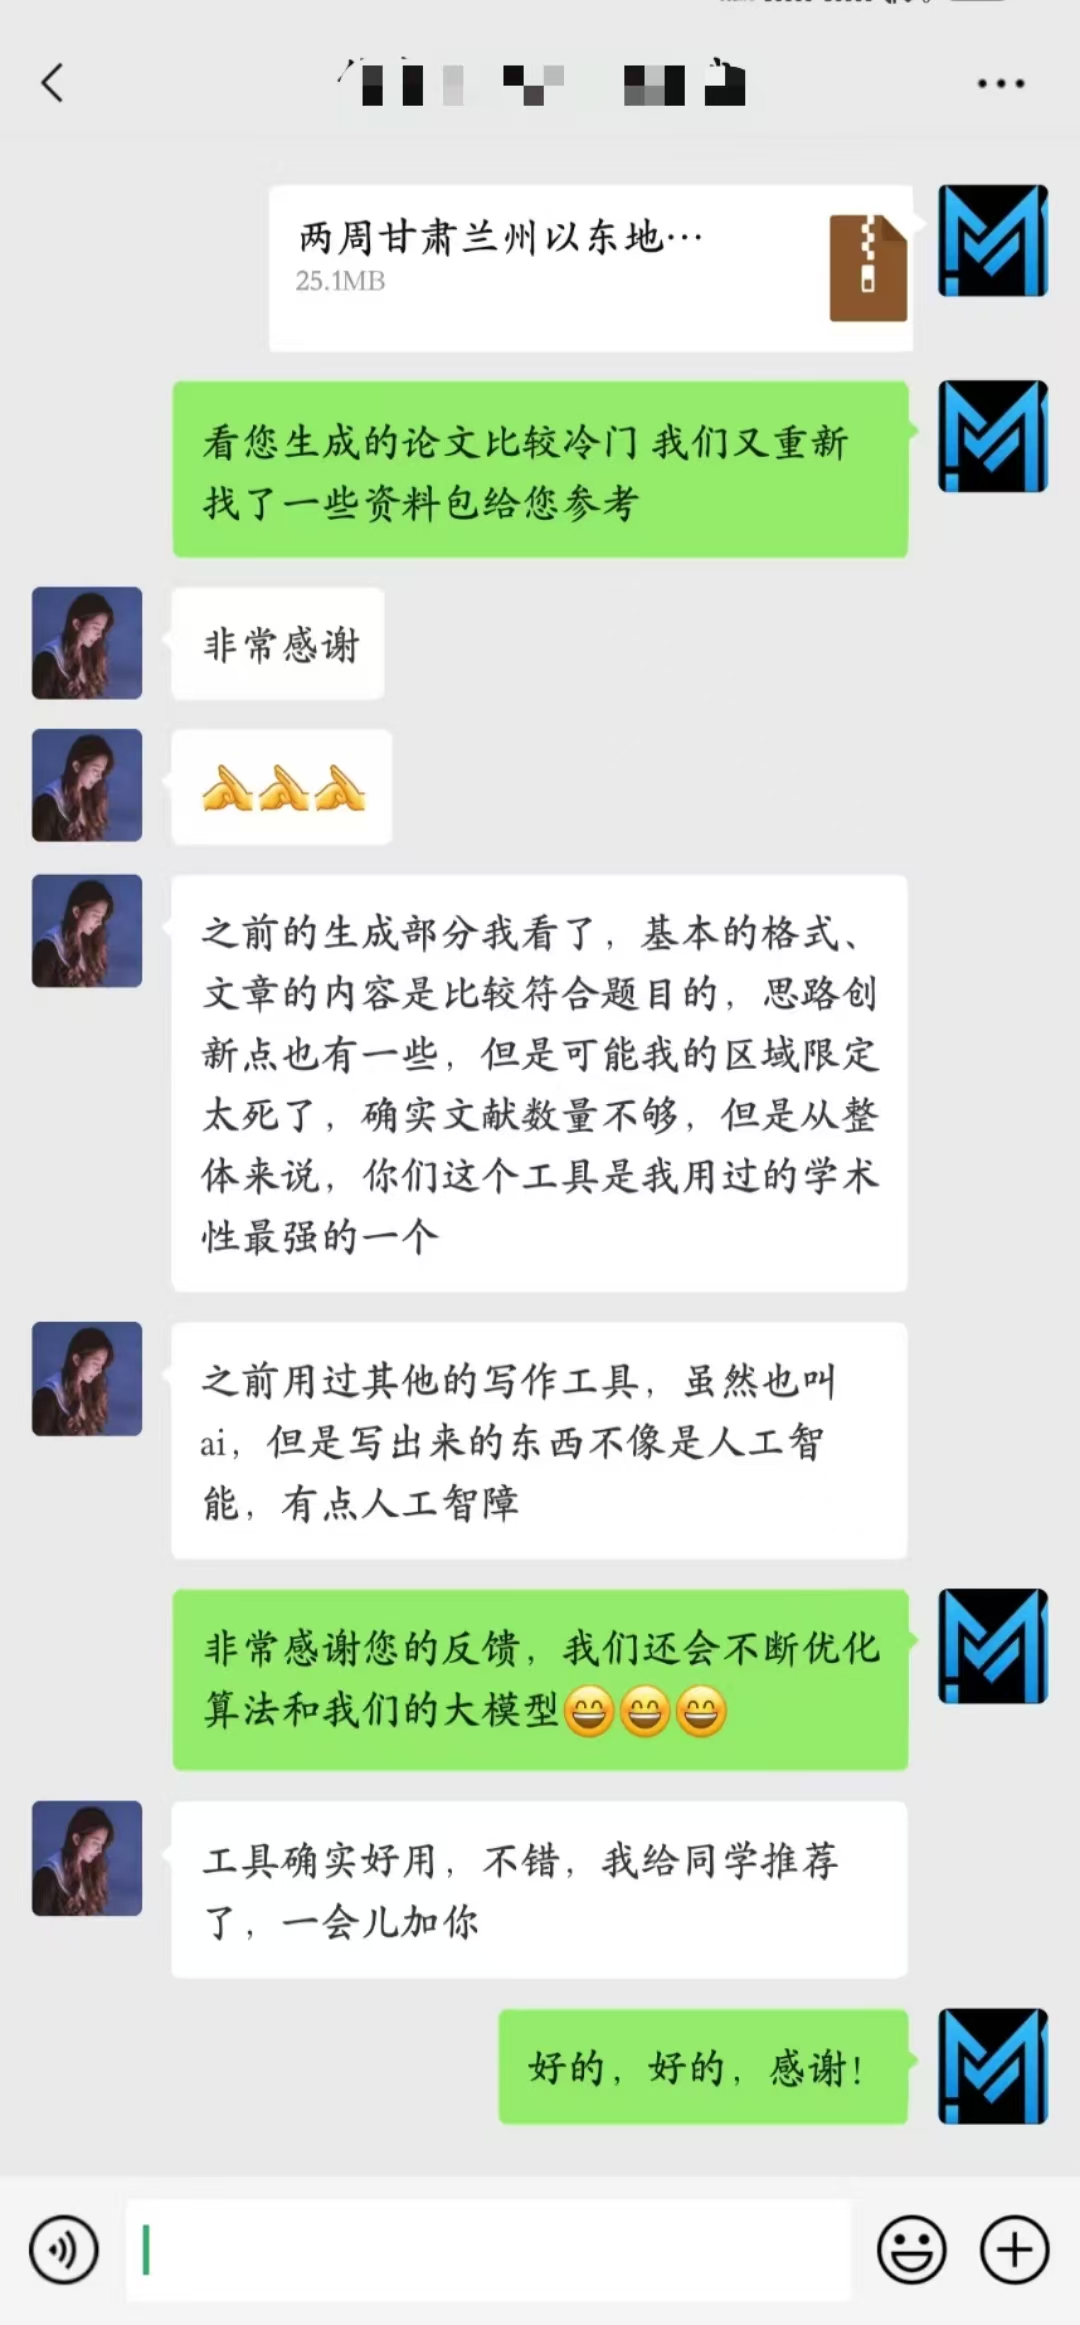 两周甘肃兰州以东地…
25.1MB
看您生成的论文比较冷门 我们又重新
找了一些资料包给您参考
非常感谢
之前的生成部分我看了，基本的格式、
文章的内容是比较符合题目的，思路创
新点也有一些，但是可能我的区域限定
太死了，确实文献数量不够，但是从整
体来说，你们这个工具是我用过的学术
性最强的一个
之前用过其他的写作工具，虽然也叫
ai，但是写出来的东西不像是人工智
能，有点人工智障
非常感谢您的反馈，我们还会不断优化
算法和我们的大模型😄😄😄
工具确实好用，不错，我给同学推荐
了，一会儿加你
好的，好的，感谢！